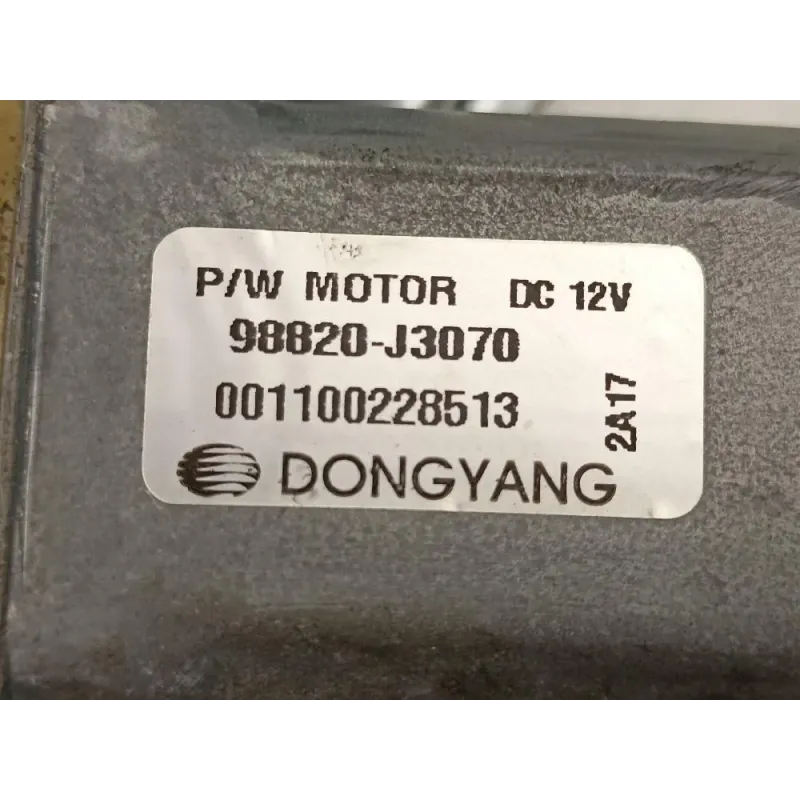 P/W MOTOR DC 12V
98820-J3070
001100228513
2A17
DONGYANG